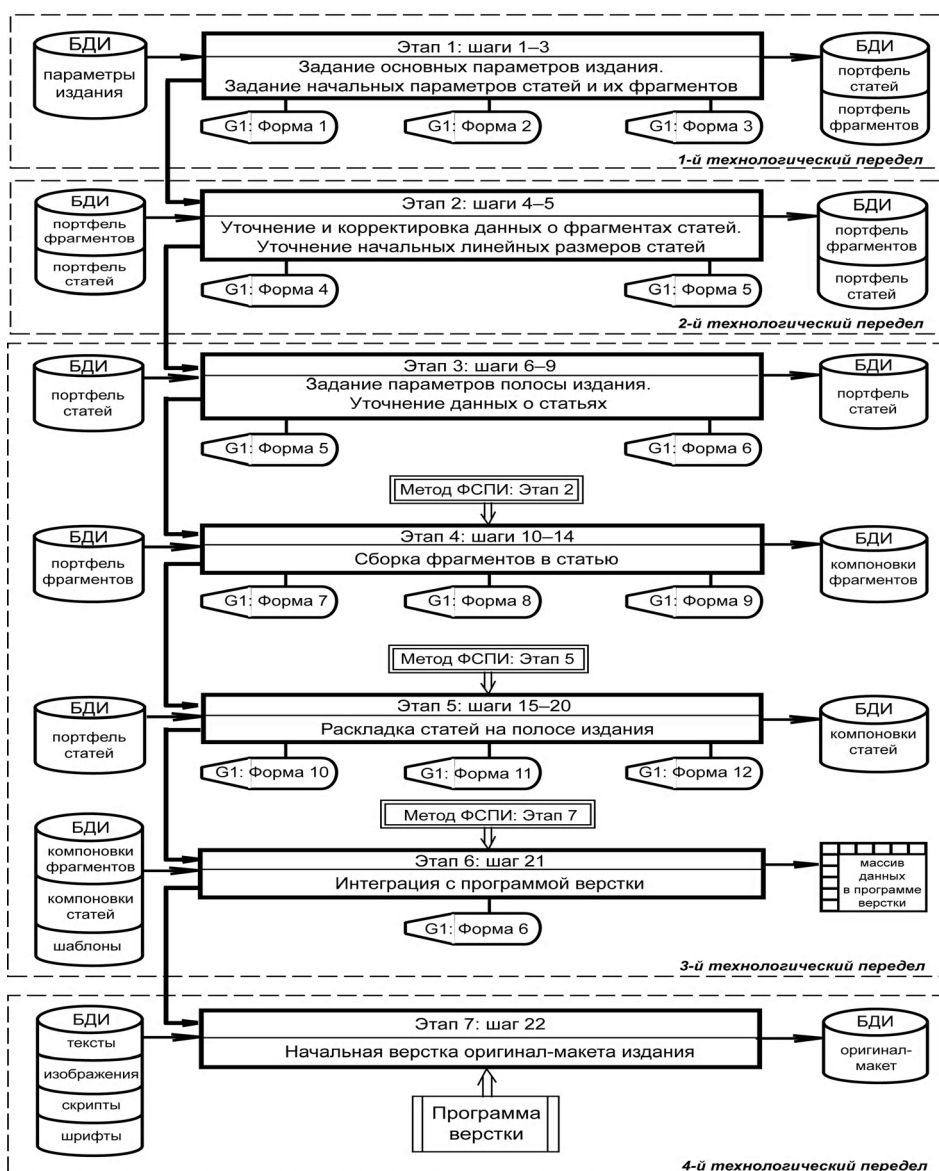 БДИ
параметры
издания
Этап 1: шаги 1–3
Задание основных параметров издания.
Задание начальных параметров статей и их фрагментов
БДИ
портфель
статей
портфель
фрагментов
G1: Форма 1
G1: Форма 2
G1: Форма 3
1-й технологический передел
БДИ
портфель
фрагментов
портфель
статей
Этап 2: шаги 4–5
Уточнение и корректировка данных о фрагментах статей.
Уточнение начальных линейных размеров статей
БДИ
портфель
фрагментов
портфель
статей
G1: Форма 4
G1: Форма 5
2-й технологический передел
БДИ
портфель
статей
Этап 3: шаги 6–9
Задание параметров полосы издания.
Уточнение данных о статьях
БДИ
портфель
статей
G1: Форма 5
G1: Форма 6
Метод ФСПИ: Этап 2
БДИ
портфель
фрагментов
Этап 4: шаги 10–14
Сборка фрагментов в статью
БДИ
компоновки
фрагментов
G1: Форма 7
G1: Форма 8
G1: Форма 9
Метод ФСПИ: Этап 5
БДИ
портфель
статей
Этап 5: шаги 15–20
Раскладка статей на полосе издания
БДИ
компоновки
статей
G1: Форма 10
G1: Форма 11
G1: Форма 12
Метод ФСПИ: Этап 7
БДИ
компоновки
фрагментов
компоновки
статей
шаблоны
Этап 6: шаг 21
Интеграция с программой верстки
массив
данных
в программе
верстки
G1: Форма 6
3-й технологический передел
БДИ
тексты
изображения
скрипты
шрифты
Этап 7: шаг 22
Начальная верстка оригинал-макета издания
БДИ
оригинал-
макет
Программа
верстки
4-й технологический передел